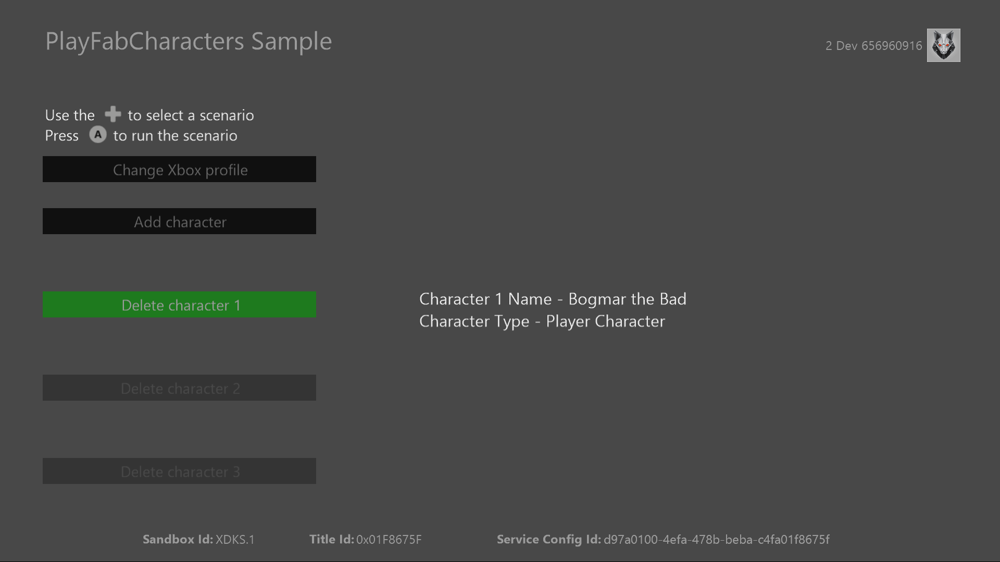 PlayFabCharacters Sample
2 Dev 656960916
Use the to select a scenario
Press A to run the scenario
Change Xbox profile
Add character
Delete character 1
Character 1 Name - Bogmar the Bad
Character Type - Player Character
Delete character 2
Delete character 3
Sandbox Id: XDKS.1 Title Id: 0x01F8675F Service Config Id: d97a0100-4efa-478b-beba-c4fa01f8675f